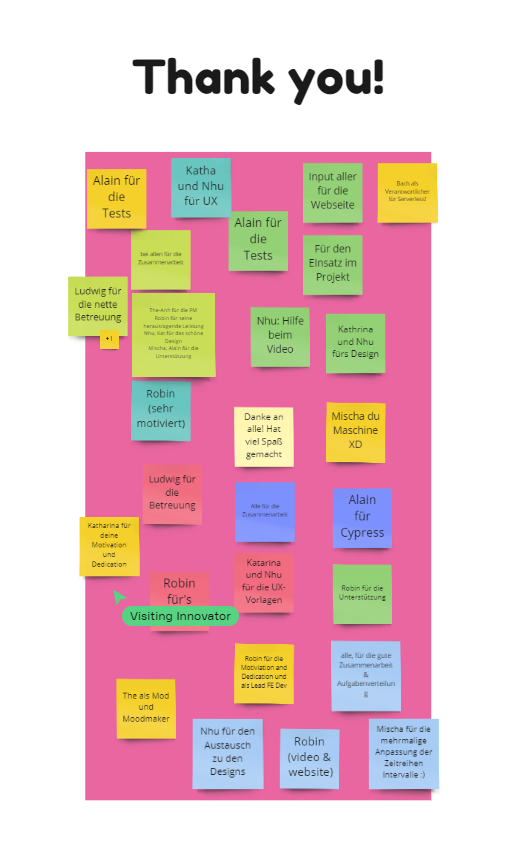 Thank you!
Alain für
die
Tests
Katha
und Nhu
für UX
Input aller
für die
Webseite
Bach als
Verantwortlicher
für Serverless!
Alain für
die
Tests
bei allen für die
Zusammenarbeit
Für den
Einsatz im
Projekt
Ludwig für
die nette
Betreuung
+1
The-Anh für die PM
Robin für seine
herausragende Leistung
Nhu, Kat für das schöne
Design
Mischa, Alain für die
Unterstützung
Nhu: Hilfe
beim
Video
Kathrina
und Nhu
fürs Design
Robin
(sehr
motiviert)
Danke an
alle! Hat
viel Spaß
gemacht
Mischa du
Maschine
XD
Ludwig für
die
Betreuung
Alle für die
Zusammenarbeit
Alain
für
Cypress
Katharina für
deine
Motivation
und
Dedication
Robin
für's
Visiting Innovator
Katarina
und Nhu
für die UX-
Vorlagen
Robin für die
Unterstützung
Robin für die
Motiviation and
Dedication und
als Lead FE Dev
alle, für die gute
Zusammenarbeit
&
Aufgabenverteilun
g
The als Mod
und
Moodmaker
Nhu für den
Austausch
zu den
Designs
Robin
(video &
website)
Mischa für die
mehrmalige
Anpassung der
Zeitreihen
Intervalle :)